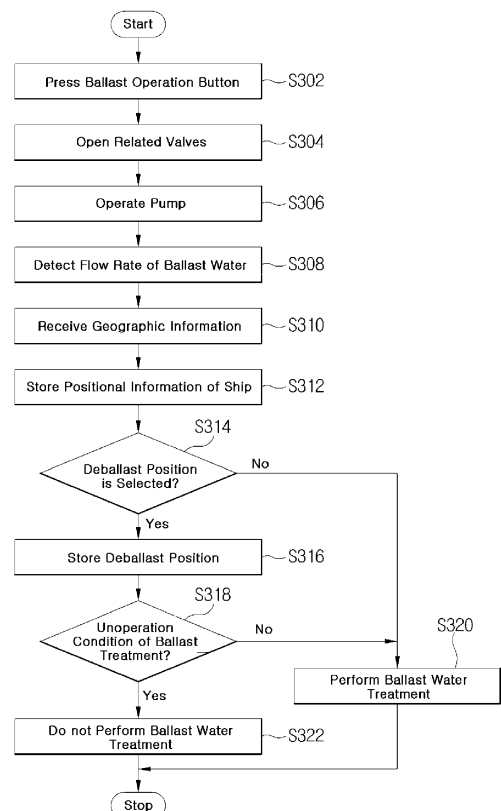 Start
Press Ballast Operation Button
S302
Open Related Valves
S304
Operate Pump
S306
Detect Flow Rate of Ballast Water
S308
Receive Geographic Information
S310
Store Positional Information of Ship
S312
S314
Deballast Position
is Selected?
No
Yes
Store Deballast Position
S316
S318
Unoperation
Condition of Ballast
Treatment?
No
S320
Perform Ballast Water
Treatment
Yes
Do not Perform Ballast Water
Treatment
S322
Stop